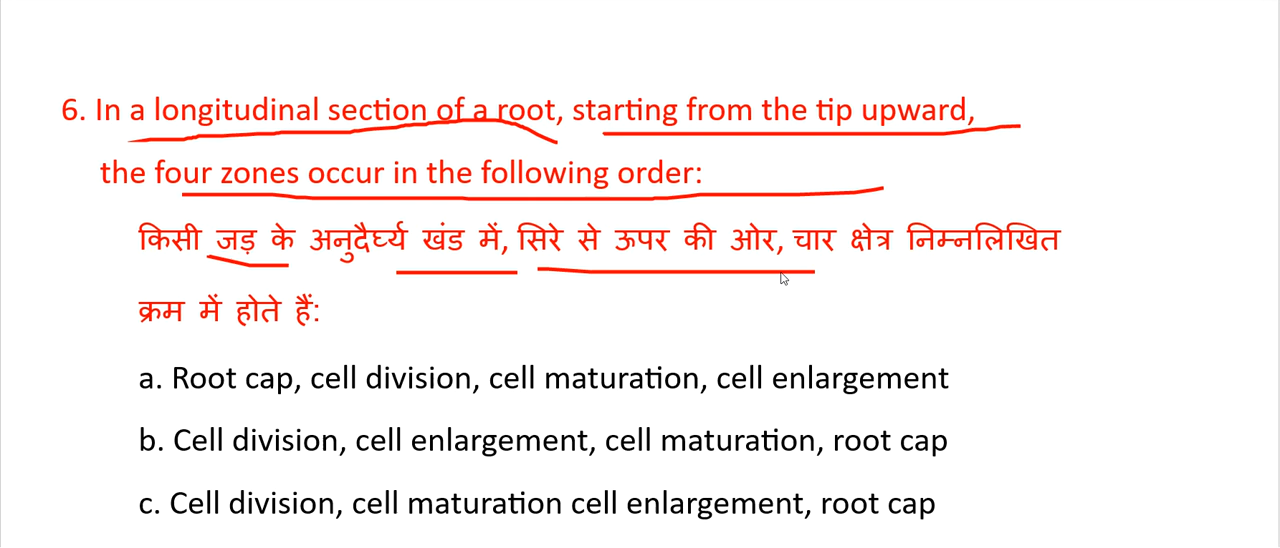 6. In a longitudinal section of a root, starting from the tip upward,
the four zones occur in the following order:
किसी जड़ के अनुदैर्घ्य खंड में, सिरे से ऊपर की ओर, चार क्षेत्र निम्नलिखित
क्रम में होते हैं:
a. Root cap, cell division, cell maturation, cell enlargement
b. Cell division, cell enlargement, cell maturation, root cap
c. Cell division, cell maturation cell enlargement, root cap